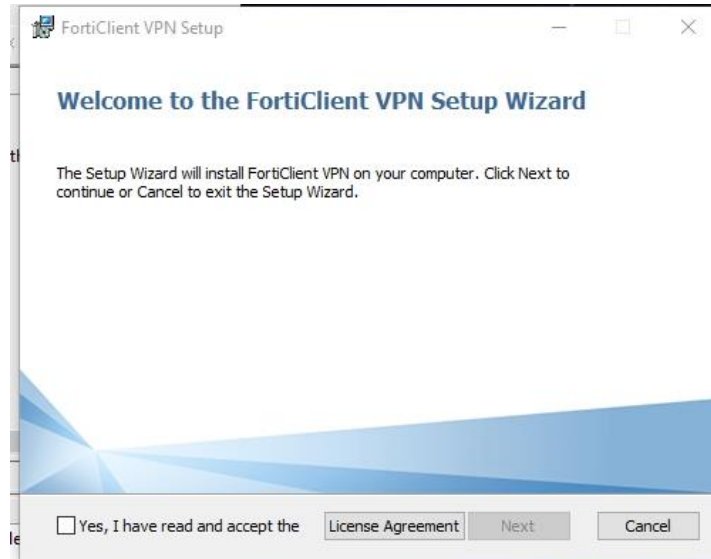 FortiClient VPN Setup
Welcome to the FortiClient VPN Setup Wizard
The Setup Wizard will install FortiClient VPN on your computer. Click Next to
continue or Cancel to exit the Setup Wizard.
Yes, I have read and accept the License Agreement Next Cancel